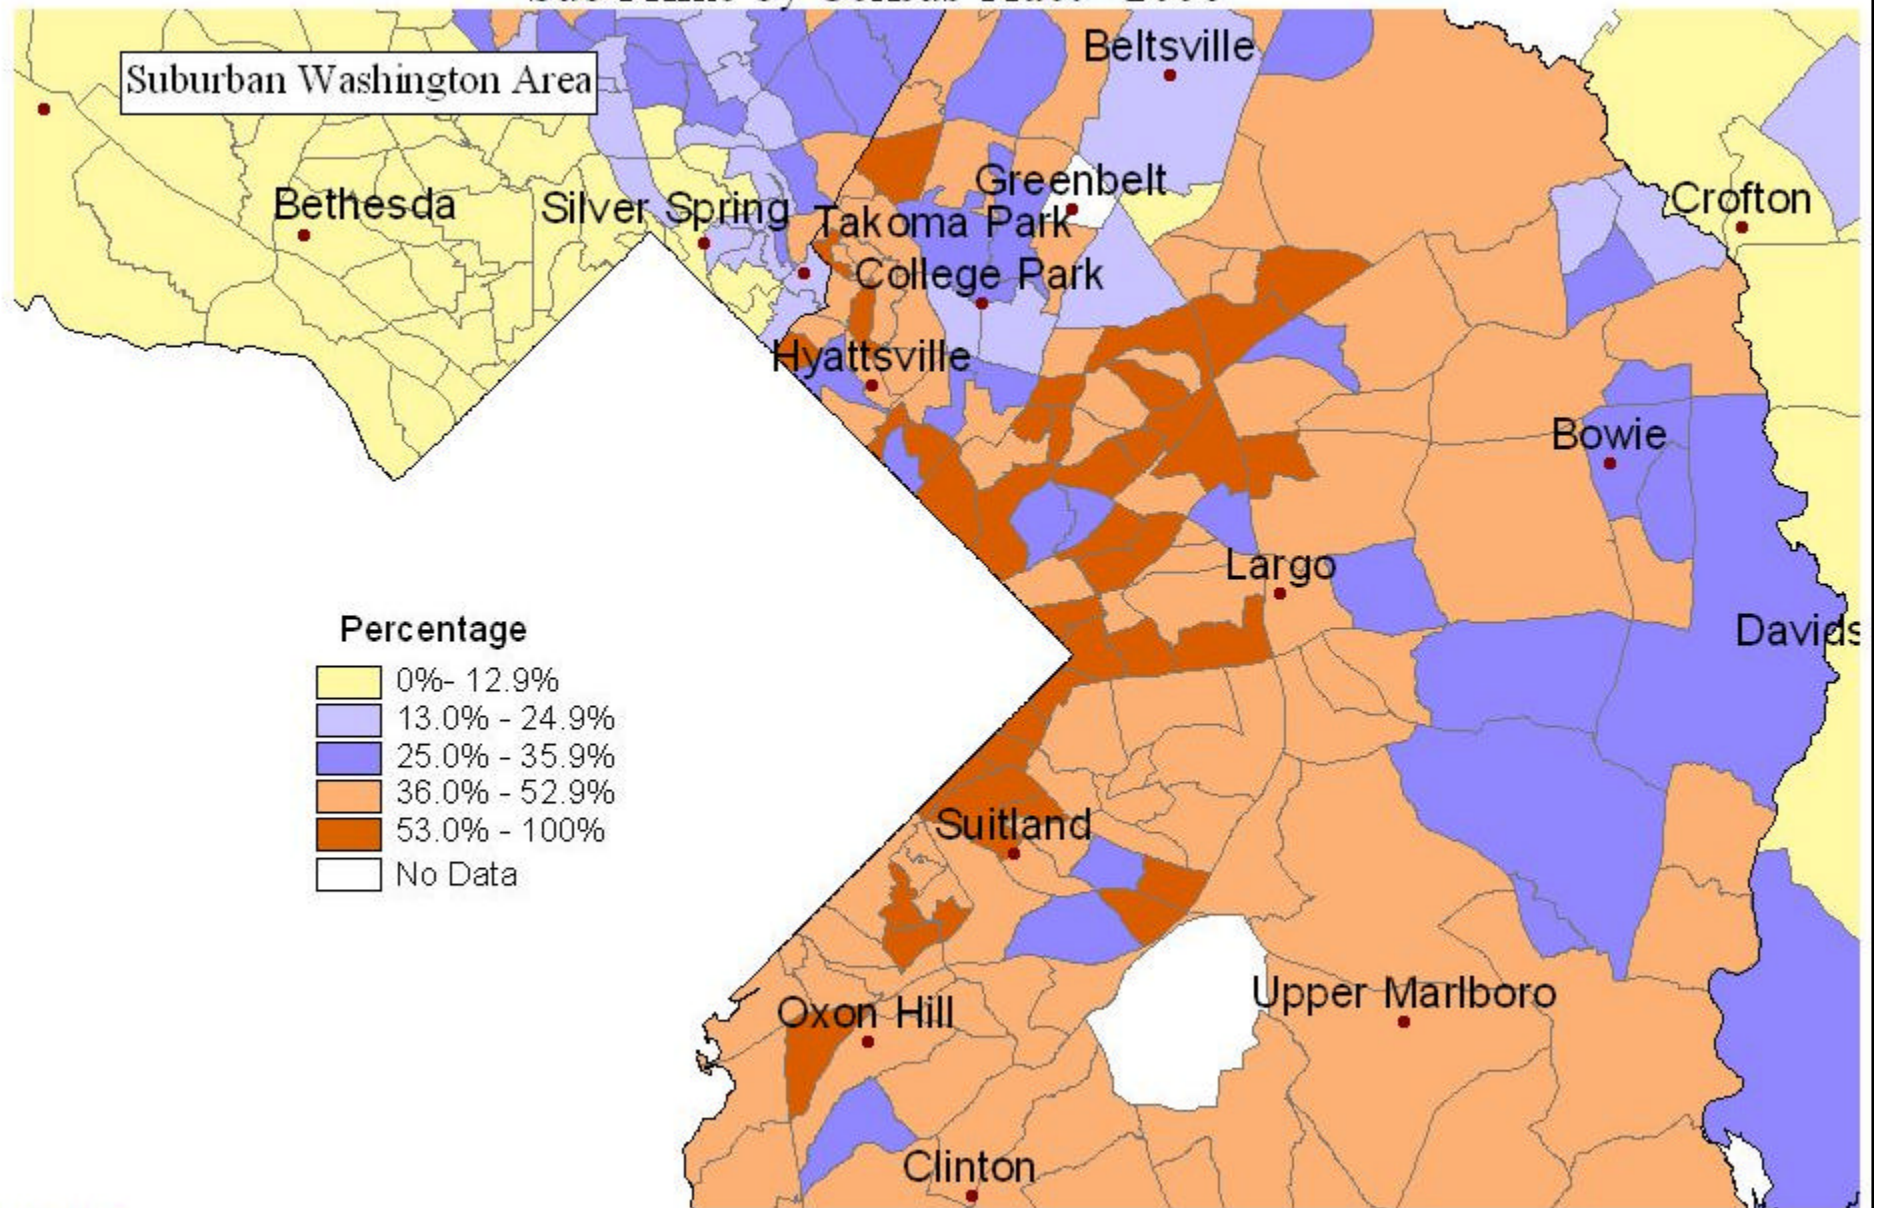 Suburban Washington Area
Beltsville
Greenbelt
Crofton
Bethesda
Silver Spring
Takoma Park
College Park
Hyattsville
Bowie
Largo
Davids
Percentage
0%- 12.9%
13.0% - 24.9%
25.0% - 35.9%
36.0% - 52.9%
53.0% - 100%
No Data
Suitland
Upper Marlboro
Oxon Hill
Clinton